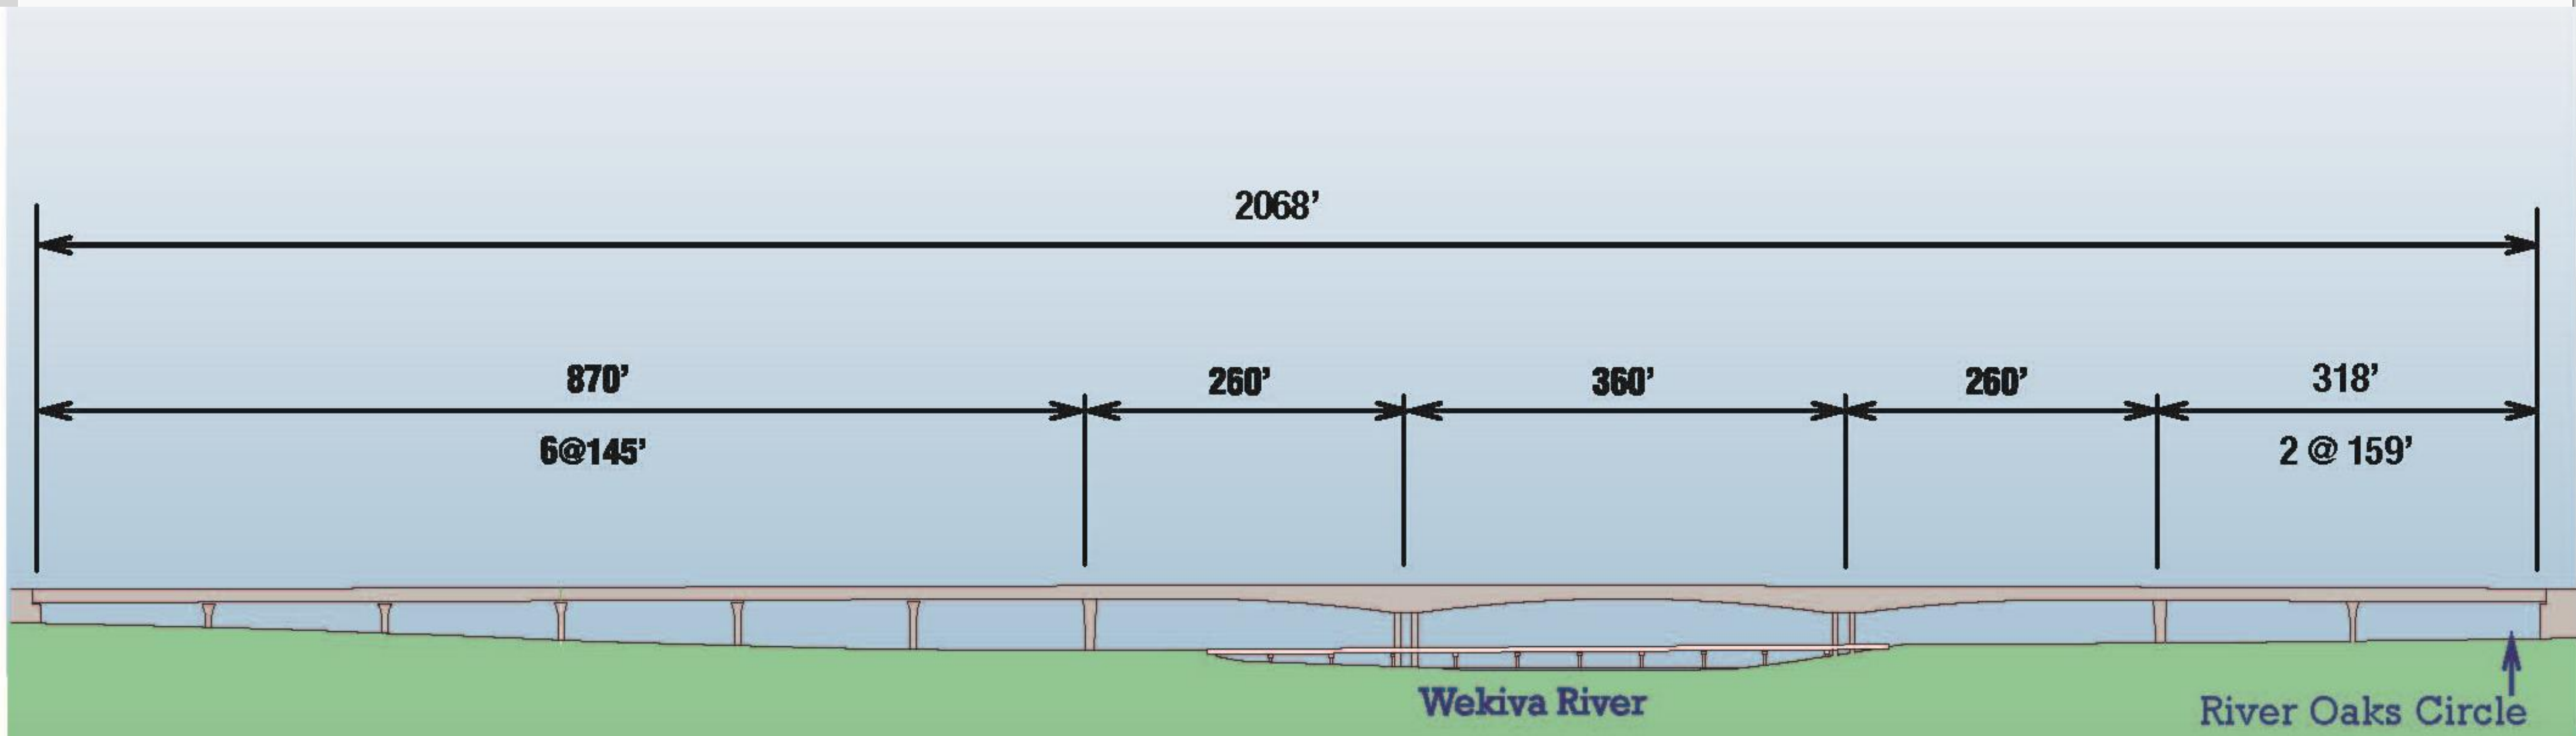 2068’
870’
260’
360’
260’
318’
6@145’
2 @ 159’
Wekiva River
River Oaks Circle